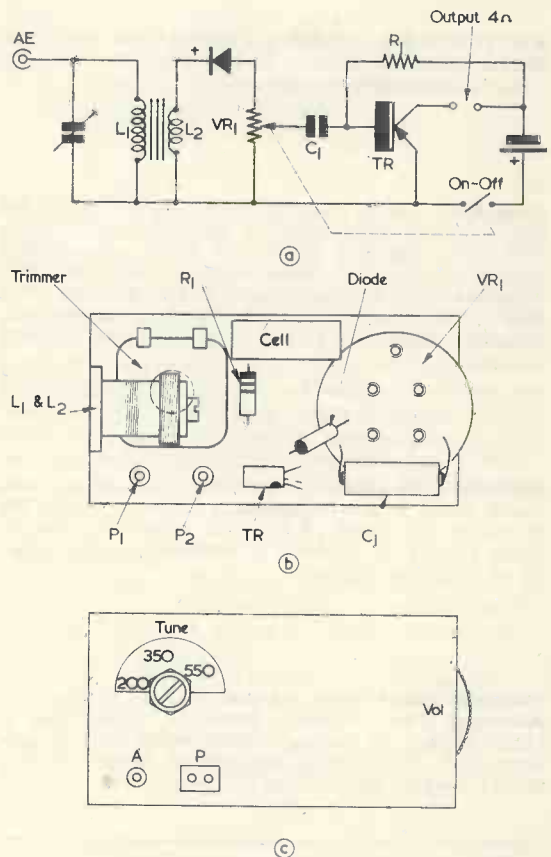 Output 4Ω
AE
R1
+
L1
L2
VR1
C1
TR
+
On~Off
a
Trimmer
R1
Diode
VR1
Cell
L1 & L2
P1
P2
TR
C1
b
Tune
350
200
550
Vol
A
P
c